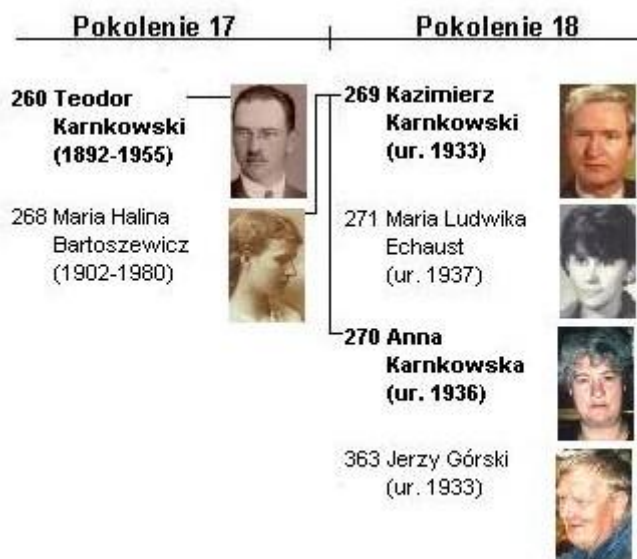 Pokolenie 17
Pokolenie 18
260 Teodor
Karnkowski
(1892-1955)
268 Maria Halina
Bartoszewicz
(1902-1980)
269 Kazimierz
Karnkowski
(ur. 1933)
271 Maria Ludwika
Echaust
(ur. 1937)
270 Anna
Karnkowska
(ur. 1936)
363 Jerzy Górski
(ur. 1933)